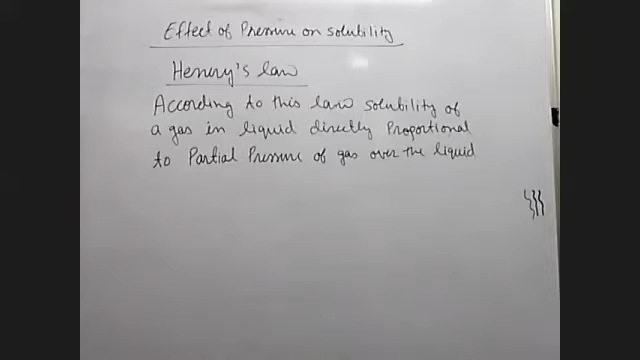 Effect of Pressure on solubility
Henery's law
According to this law solubility of
a gas in liquid directly Proportional
to Partial Pressure of gas over the liquid